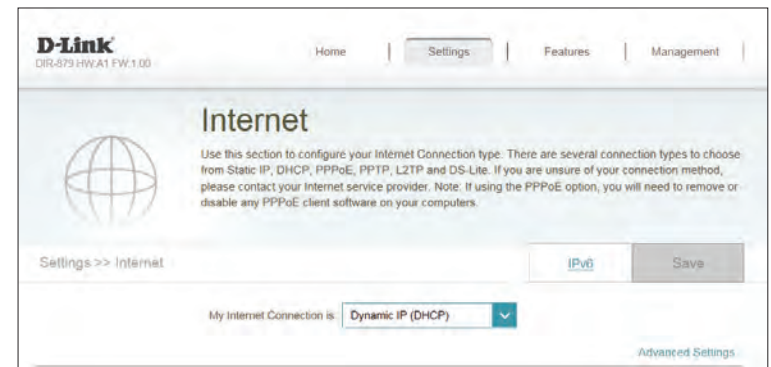 D-Link
DIR-879 HW:A1 FW:1.00
Home | Settings | Features | Management |
Internet
Use this section to configure your Internet Connection type. There are several connection types to choose
from Static IP, DHCP, PPPoE, PPTP, L2TP and DS-Lite. If you are unsure of your connection method,
please contact your Internet service provider. Note: If using the PPPoE option, you will need to remove or
disable any PPPoE client software on your computers.
Settings >> Internet
IPv6
Save
My Internet Connection is
Dynamic IP (DHCP)
Advanced Settings